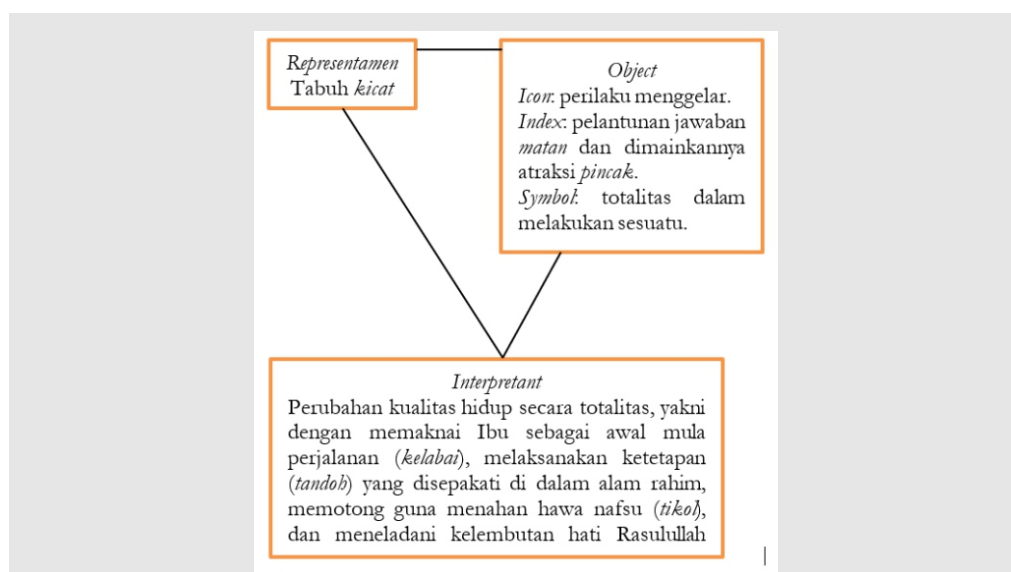 Representamen
Tabuh kicat
Object
Icon: perilaku menggelar.
Index: pelantunan jawaban
matan dan dimainkannya
atraksi pincak.
Symbol: totalitas dalam
melakukan sesuatu.
Interpretant
Perubahan kualitas hidup secara totalitas, yakni
dengan memaknai Ibu sebagai awal mula
perjalanan (kelabai), melaksanakan ketetapan
(tandoh) yang disepakati di dalam alam rahim,
memotong guna menahan hawa nafsu (tikol),
dan meneladani kelembutan hati Rasulullah